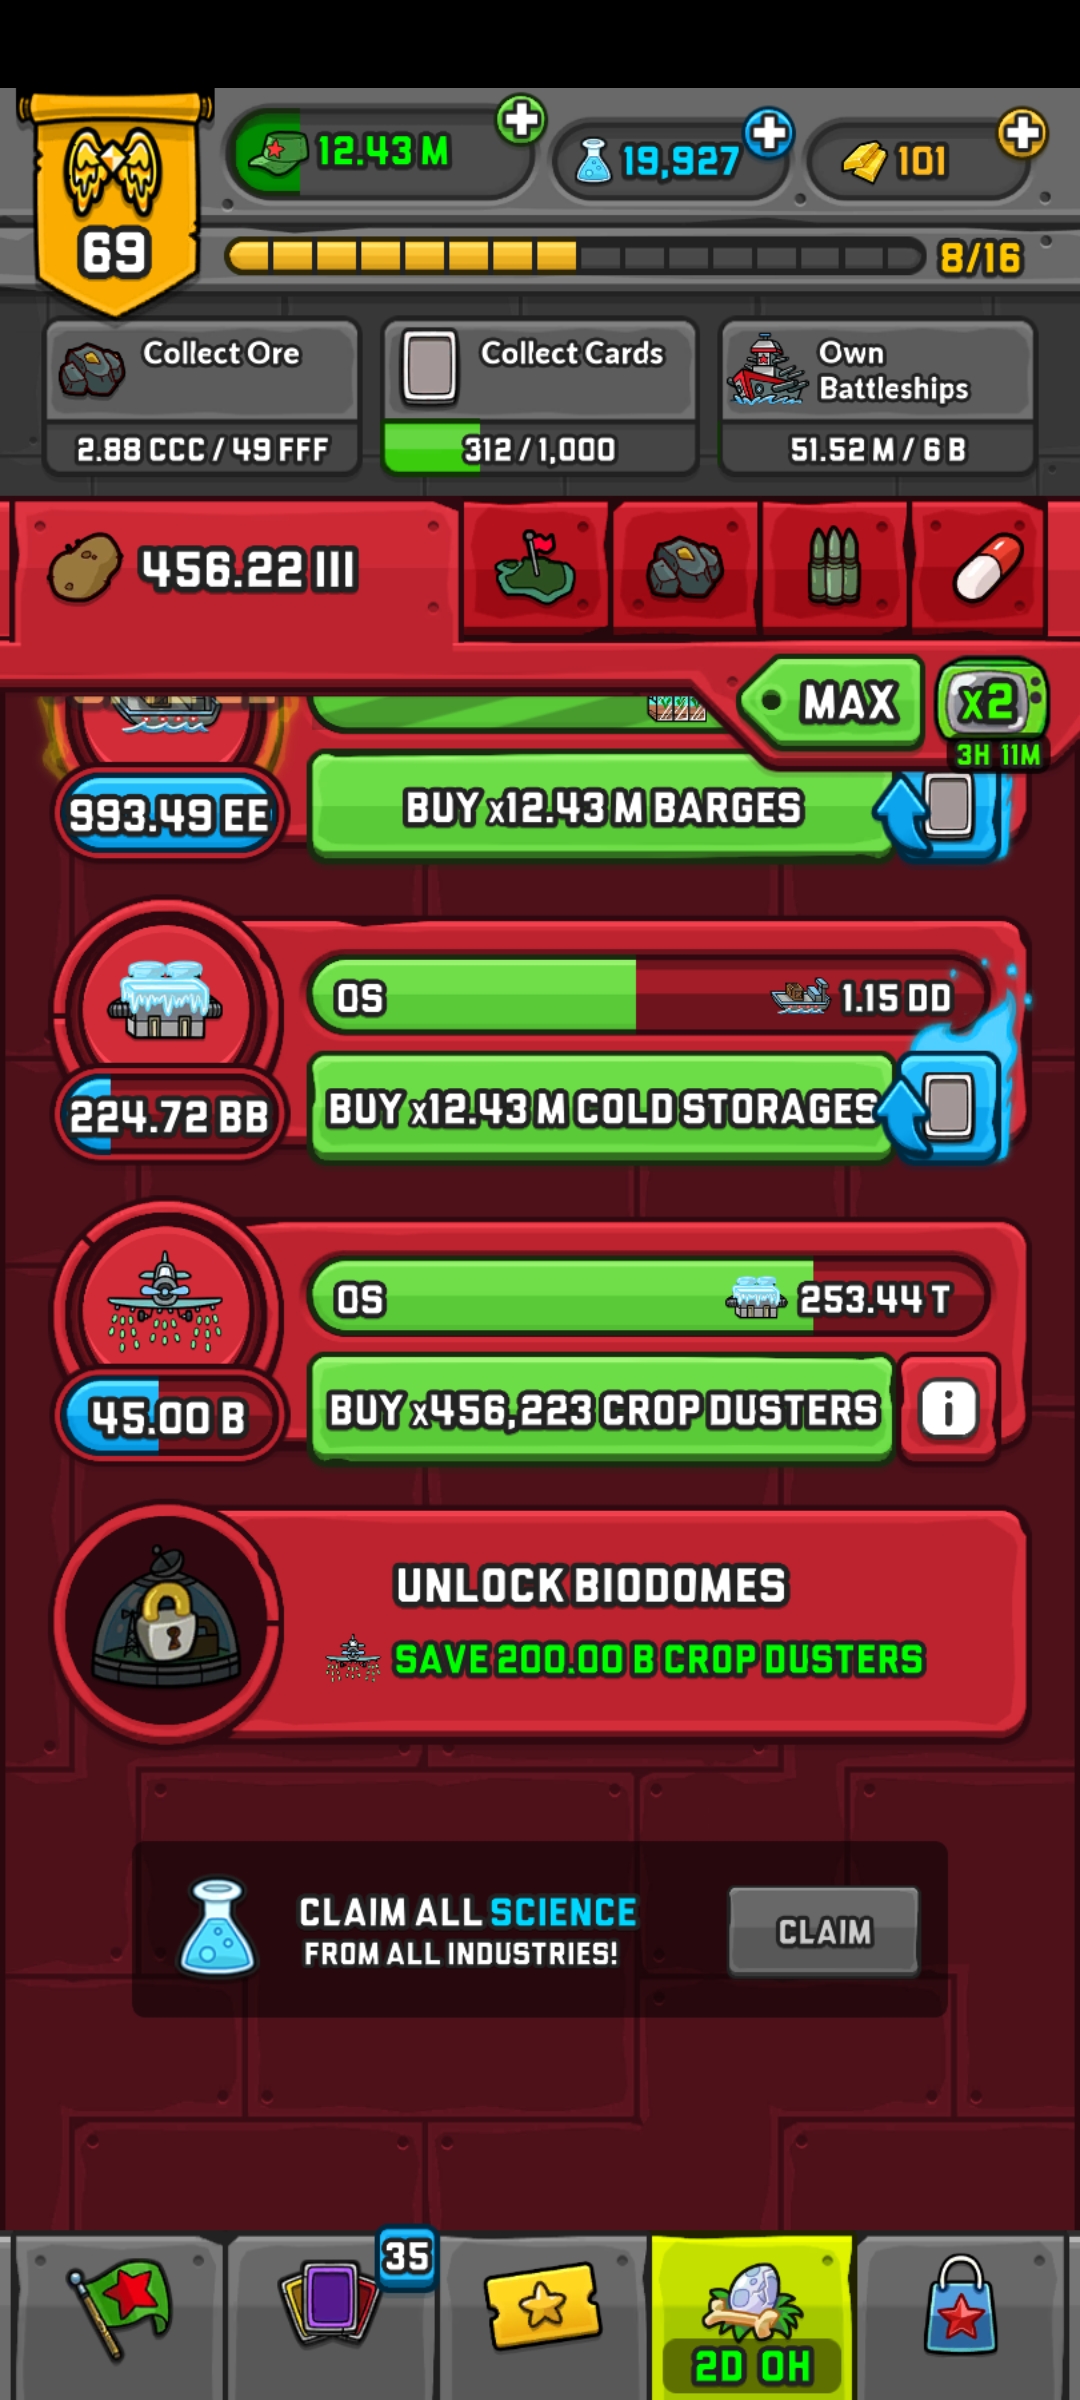 12.43 M
19,927
101
69
8/16
Collect Ore
2.88 CCC / 49 FFF
Collect Cards
312 / 1,000
Own
Battleships
51.52 M / 6 B
456.22 III
MAX
x2
3H 11M
993.49 EE
BUY x12.43 M BARGES
0S
1.15 DD
224.72 BB
BUY x12.43 M COLD STORAGES
0S
253.44 T
45.00 B
BUY x456,223 CROP DUSTERS
i
UNLOCK BIODOMES
SAVE 200.00 B CROP DUSTERS
CLAIM ALL SCIENCE
FROM ALL INDUSTRIES!
CLAIM
35
2D 0H